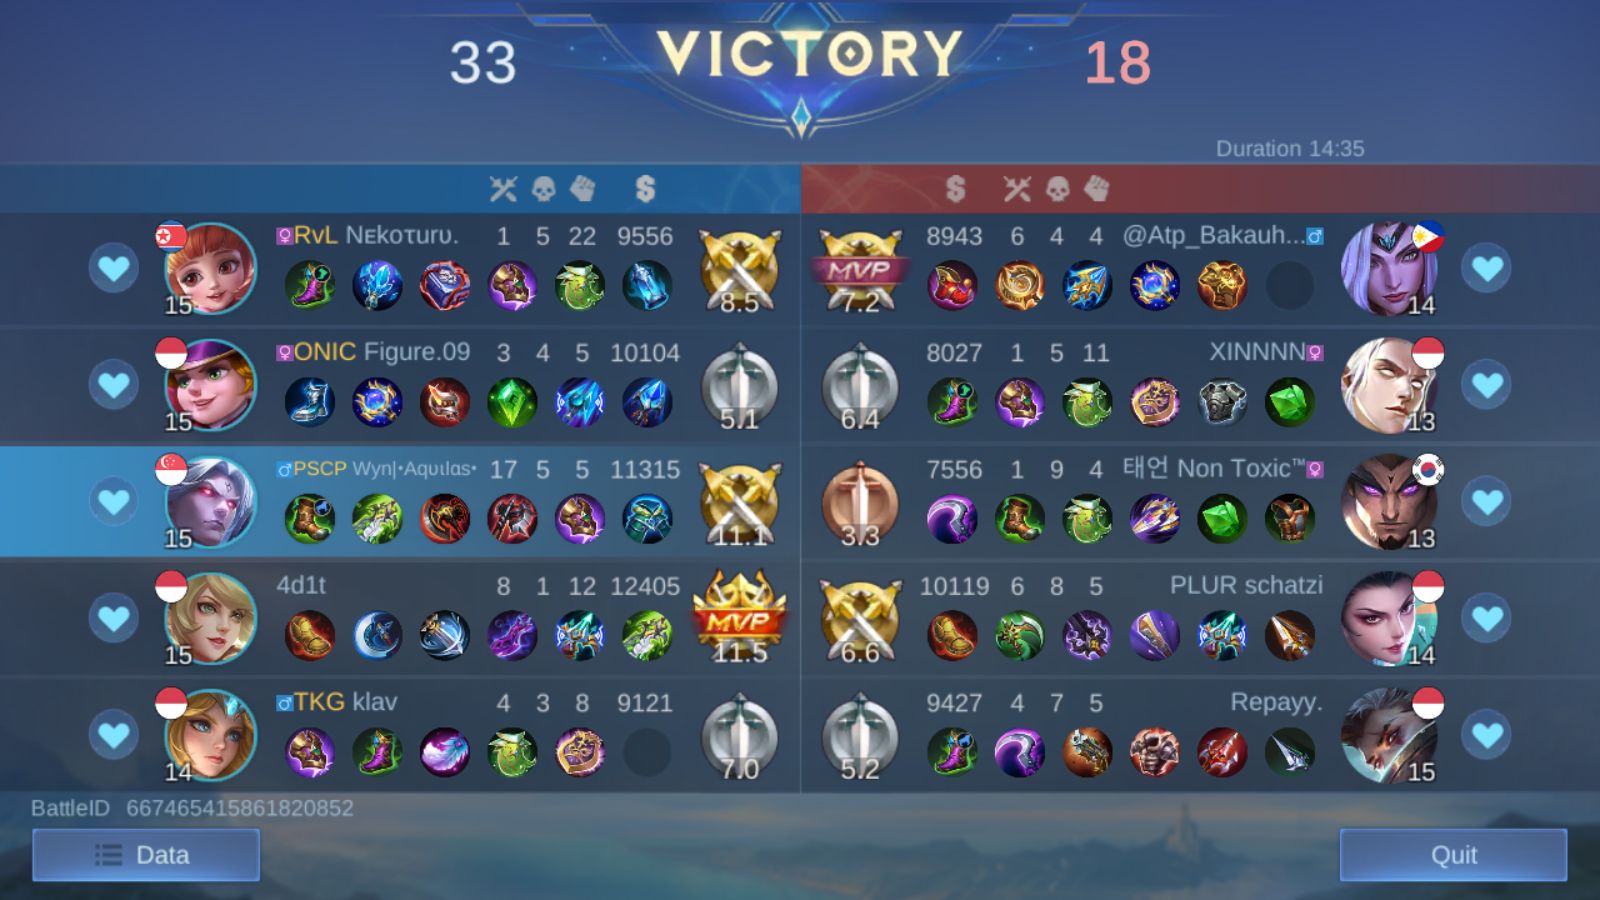 33 VICTORY 18
Duration 14:35
RvL Nᴇkoтuru. 1 5 22 9556
15 8.5
MVP 7.2 8943 6 4 4 @Atp_Bakauh... 14
ONIC Figure.09 3 4 5 10104
15 5.1
6.4 8027 1 5 11 XINNNN 13
PSCP Wyn|•Aqυιlαs• 17 5 5 11315
15 11.1
3.3 7556 1 9 4 태언 Non Toxic™ 13
4d1t 8 1 12 12405
15 MVP 11.5
6.6 10119 6 8 5 PLUR schatzi 14
TKG klav 4 3 8 9121
14 7.0
5.2 9427 4 7 5 Repayy. 15
BattleID 667465415861820852
Data
Quit